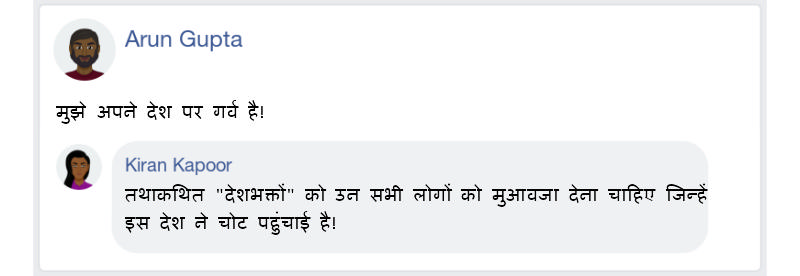 Arun Gupta
मुझे अपने देश पर गर्व है!
Kiran Kapoor
तथाकथित "देशभक्तों" को उन सभी लोगों को मुआवजा देना चाहिए जिन्हें
इस देश ने चोट पहुंचाई है!